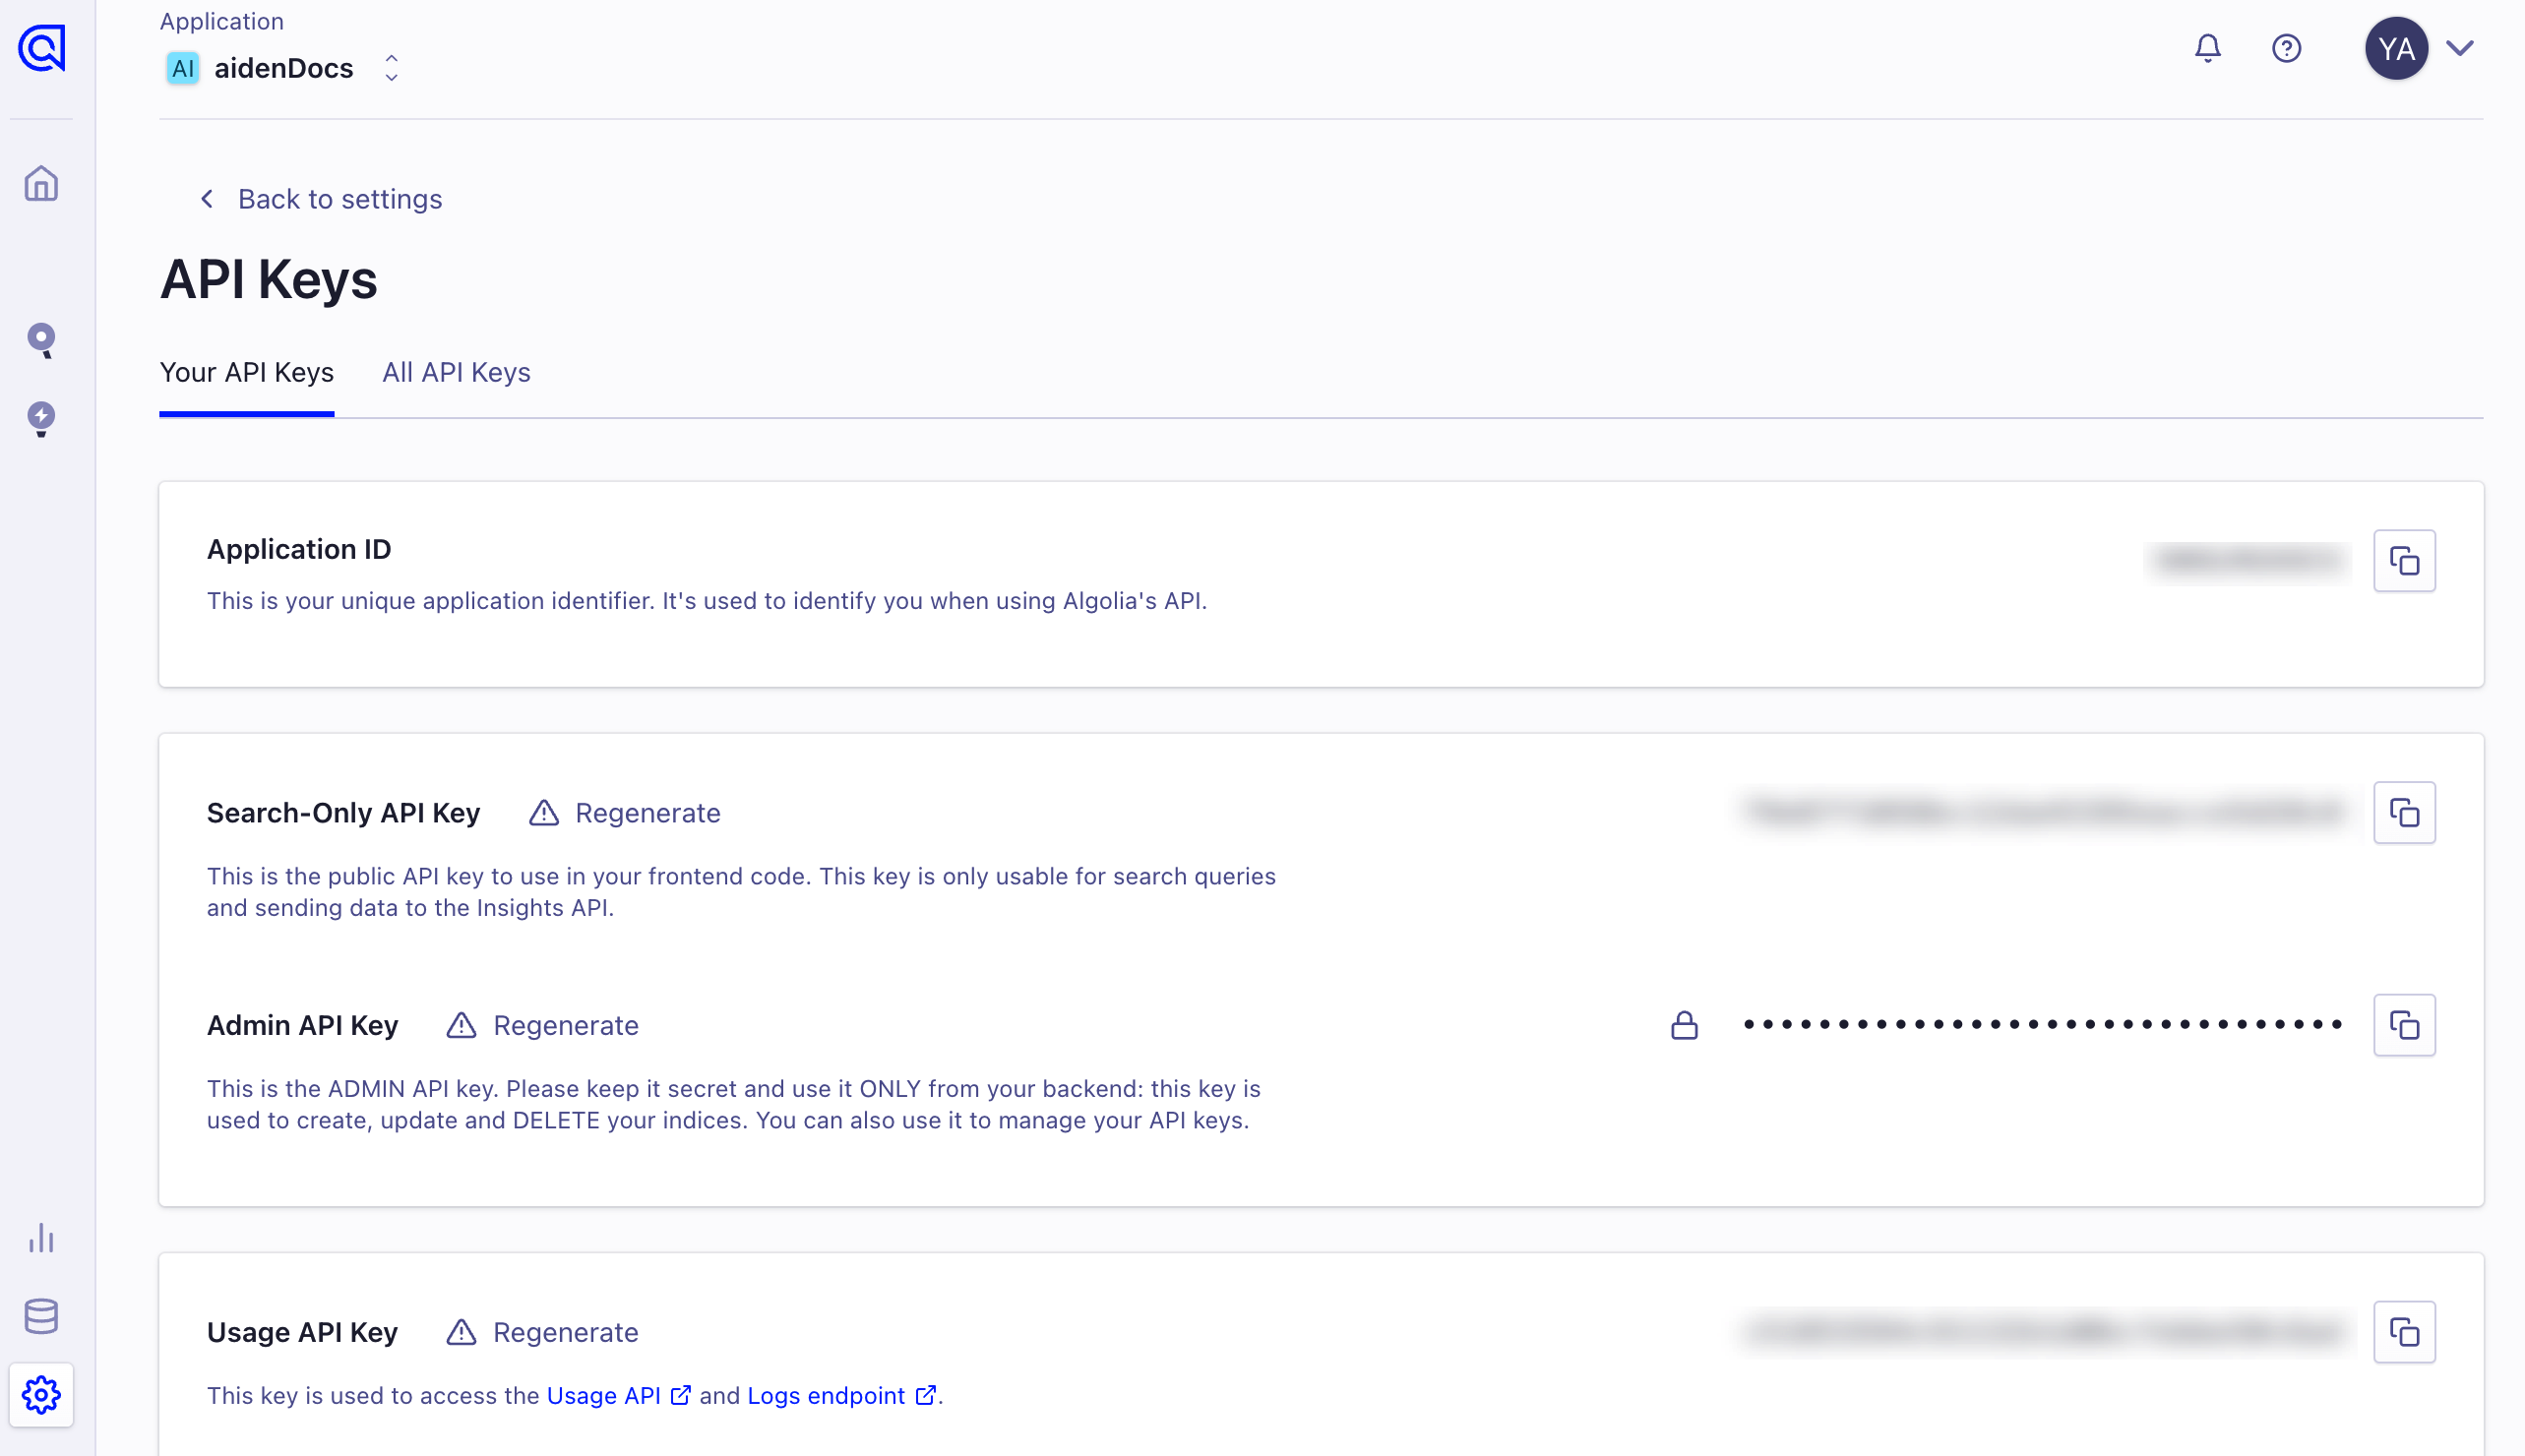 Application
AI aidenDocs
YA
Back to settings
API Keys
Your API Keys
All API Keys
Application ID
This is your unique application identifier. It's used to identify you when using Algolia's API.
Search-Only API Key
Regenerate
This is the public API key to use in your frontend code. This key is only usable for search queries
and sending data to the Insights API.
Admin API Key
Regenerate
This is the ADMIN API key. Please keep it secret and use it ONLY from your backend: this key is
used to create, update and DELETE your indices. You can also use it to manage your API keys.
Usage API Key
Regenerate
This key is used to access the Usage API and Logs endpoint.